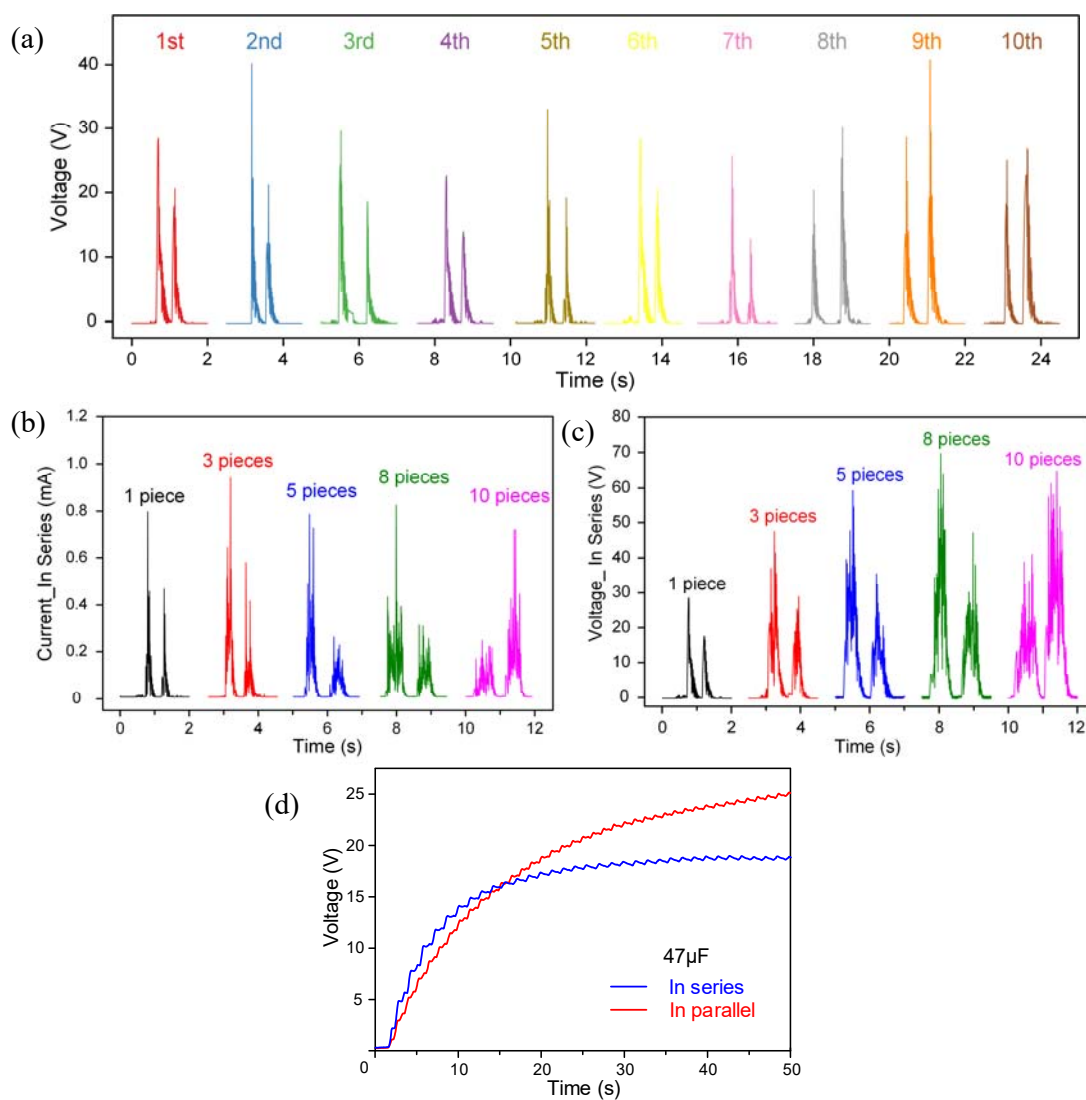 (a)
1st 2nd 3rd 4th 5th 6th 7th 8th 9th 10th
Voltage (V)
40
30
20
10
0
0 2 4 6 8 10 12 14 16 18 20 22 24
Time (s)
(b)
Current_In Series (mA)
1.2
1.0
0.8
0.6
0.4
0.2
0
1 piece
3 pieces
5 pieces
8 pieces
10 pieces
0 2 4 6 8 10 12
Time (s)
(c)
Voltage_ In Series (V)
80
70
60
50
40
30
20
10
0
1 piece
3 pieces
5 pieces
8 pieces
10 pieces
0 2 4 6 8 10 12
Time (s)
(d)
Voltage (V)
25
20
15
10
5
47µF
In series
In parallel
0 10 20 30 40 50
Time (s)